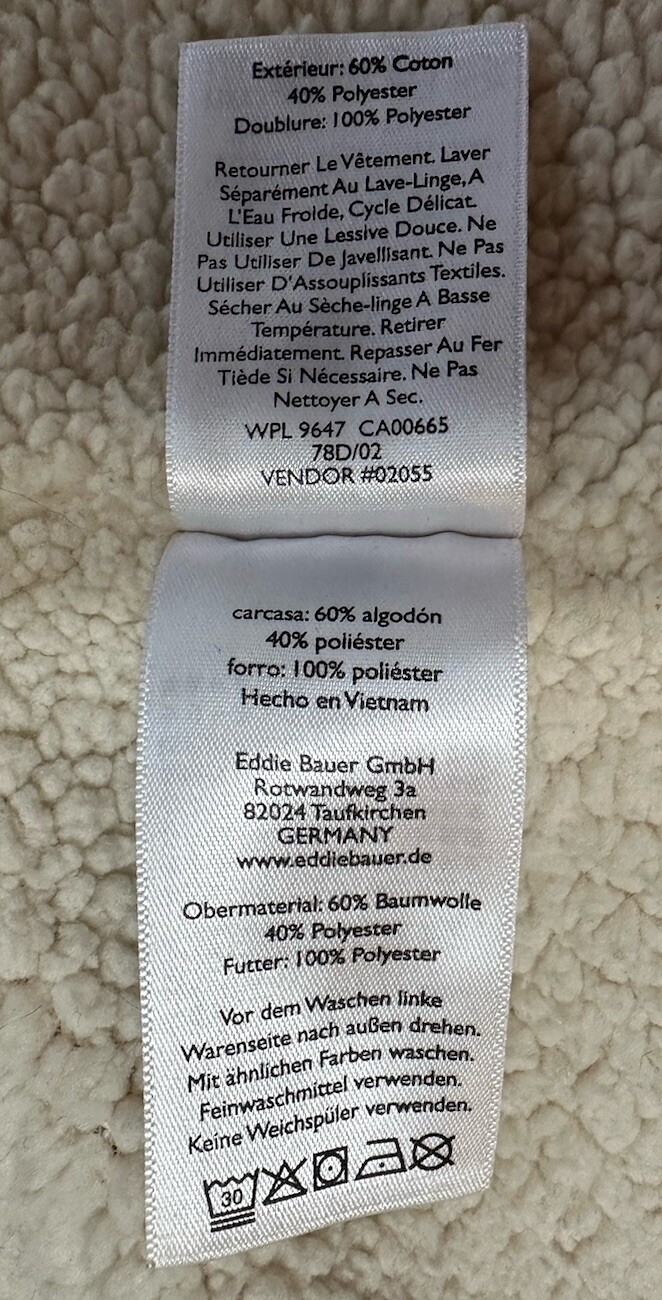 Extérieur: 60% Coton
40% Polyester
Doublure: 100% Polyester
Retourner Le Vêtement. Laver
Séparément Au Lave-Linge, A
L'Eau Froide, Cycle Délicat.
Utiliser Une Lessive Douce. Ne
Pas Utiliser De Javellisant. Ne Pas
Utiliser D'Assouplissants Textiles.
Sécher Au Sèche-linge A Basse
Température. Retirer
Immédiatement. Repasser Au Fer
Tiède Si Nécessaire. Ne Pas
Nettoyer A Sec.
WPL 9647 CA00665
78D/02
VENDOR #02055
carcasa: 60% algodón
40% poliéster
forro: 100% poliéster
Hecho en Vietnam
Eddie Bauer GmbH
Rotwandweg 3a
82024 Taufkirchen
GERMANY
www.eddiebauer.de
Obermaterial: 60% Baumwolle
40% Polyester
Futter: 100% Polyester
Vor dem Waschen linke
Warenseite nach außen drehen.
Mit ähnlichen Farben waschen.
Feinwaschmittel verwenden.
Keine Weichspüler verwenden.
30